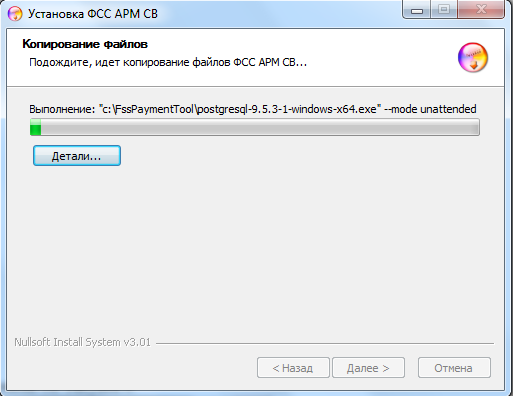 Установка ФСС АРМ СВ
Копирование файлов
Подождите, идет копирование файлов ФСС АРМ СВ...
Выполнение: "c:\FssPaymentTool\postgresql-9.5.3-1-windows-x64.exe" --mode unattended
Детали...
Nullsoft Install System v3.01
< Назад
Далее >
Отмена